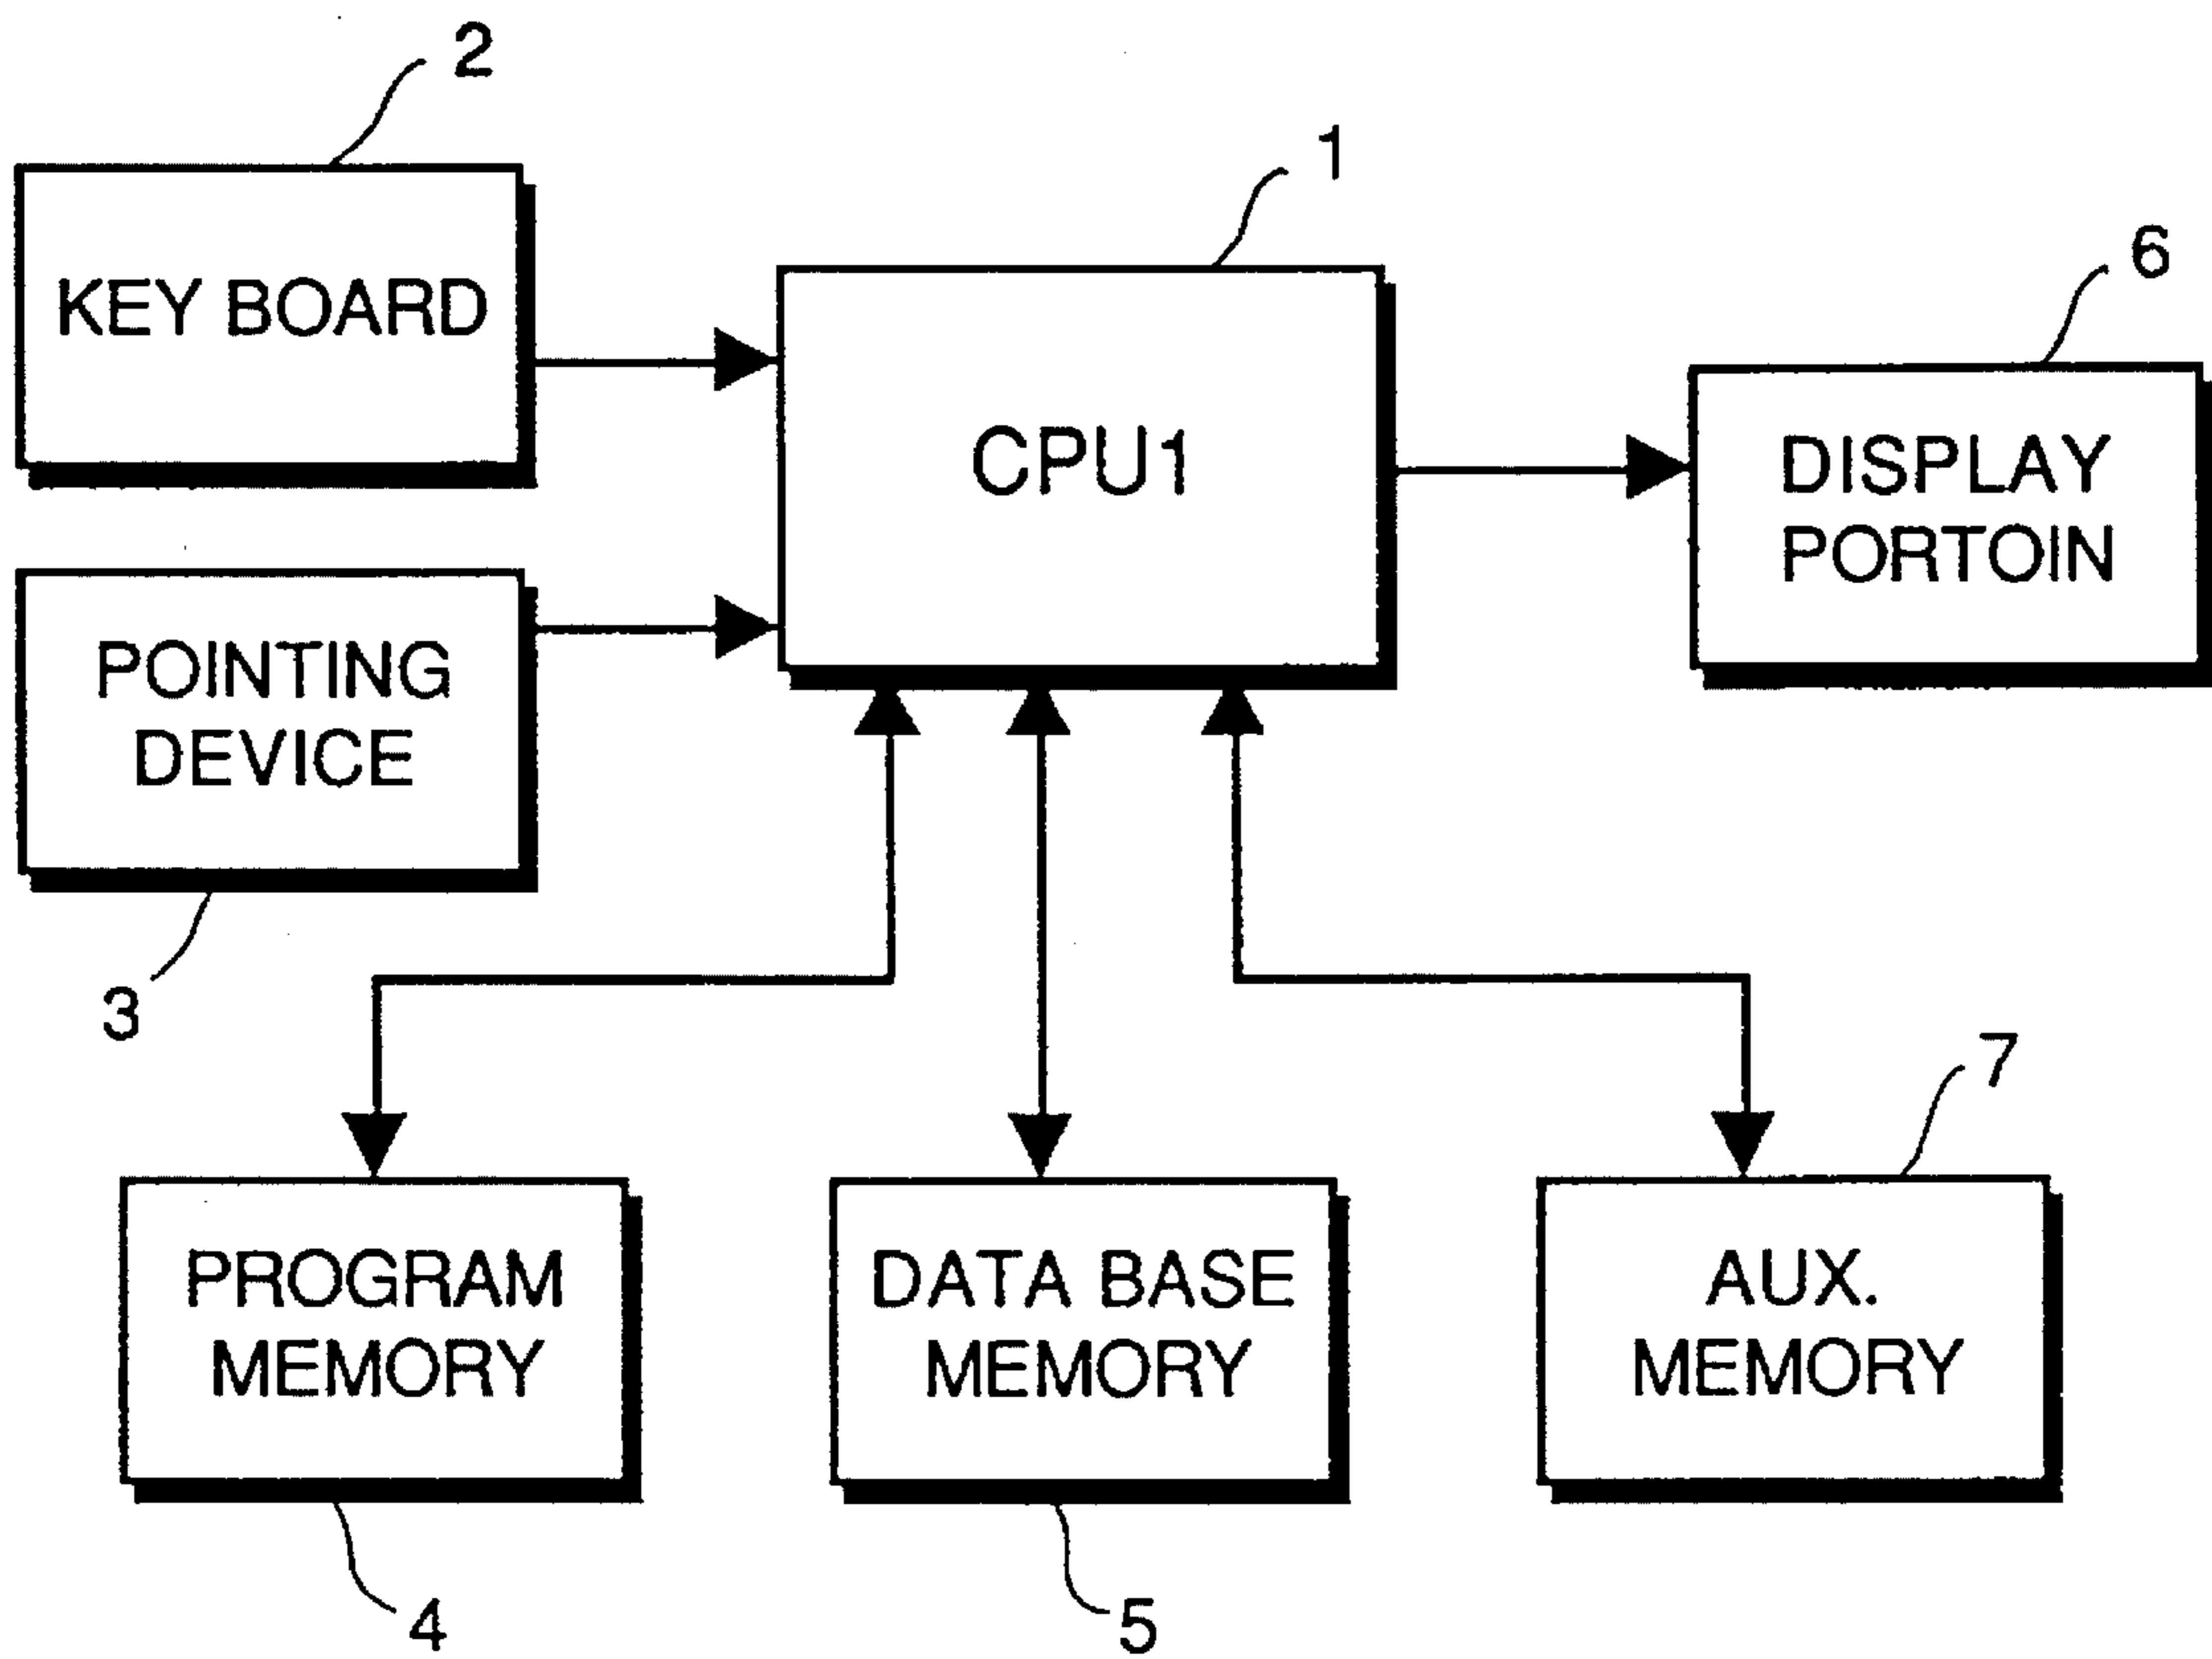 2
1
KEY BOARD
6
CPU1
DISPLAY
PORTOIN
POINTING
DEVICE
3
7
PROGRAM
MEMORY
DATA BASE
MEMORY
AUX.
MEMORY
4
5